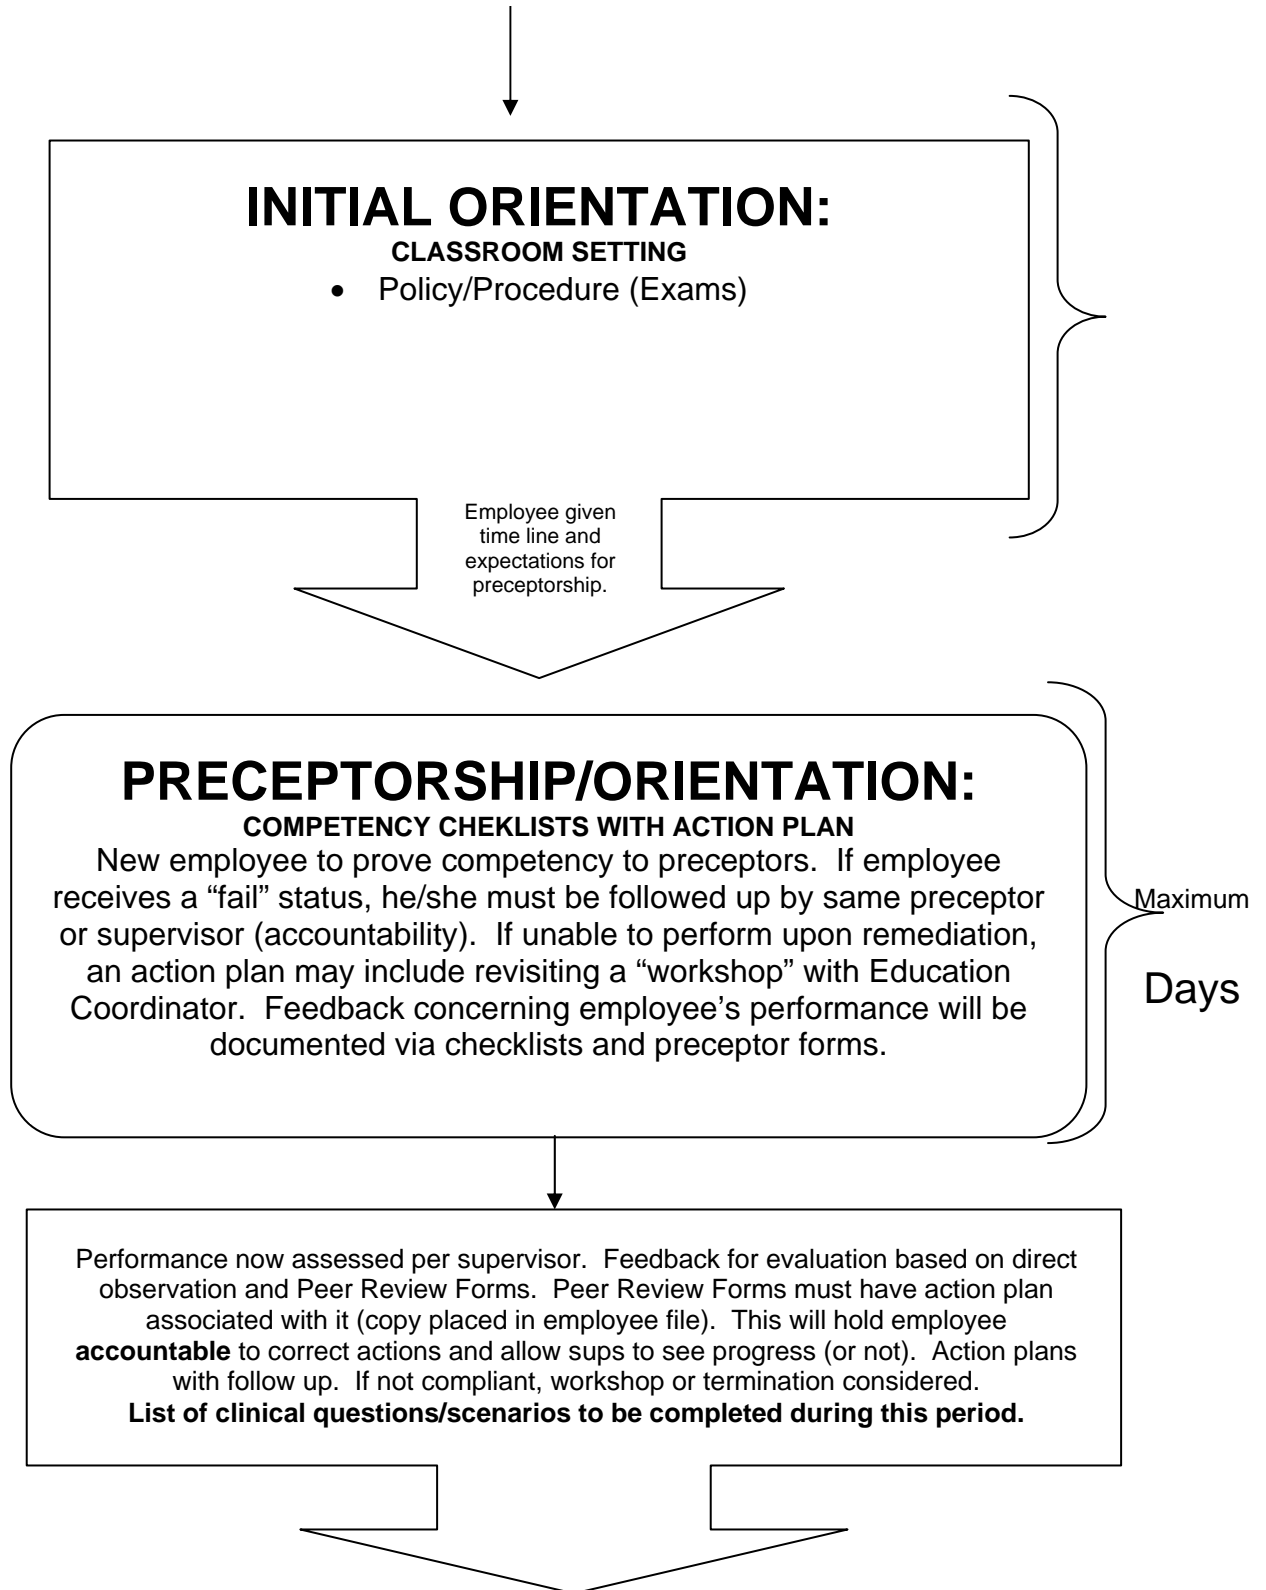 INITIAL ORIENTATION:
CLASSROOM SETTING
• Policy/Procedure (Exams)
Employee given
time line and
expectations for
preceptorship.
PRECEPTORSHIP/ORIENTATION:
COMPETENCY CHEKLISTS WITH ACTION PLAN
New employee to prove competency to preceptors. If employee
receives a “fail” status, he/she must be followed up by same preceptor
or supervisor (accountability). If unable to perform upon remediation,
an action plan may include revisiting a “workshop” with Education
Coordinator. Feedback concerning employee’s performance will be
documented via checklists and preceptor forms.
Maximum
Days
Performance now assessed per supervisor. Feedback for evaluation based on direct
observation and Peer Review Forms. Peer Review Forms must have action plan
associated with it (copy placed in employee file). This will hold employee
accountable to correct actions and allow sups to see progress (or not). Action plans
with follow up. If not compliant, workshop or termination considered.
List of clinical questions/scenarios to be completed during this period.